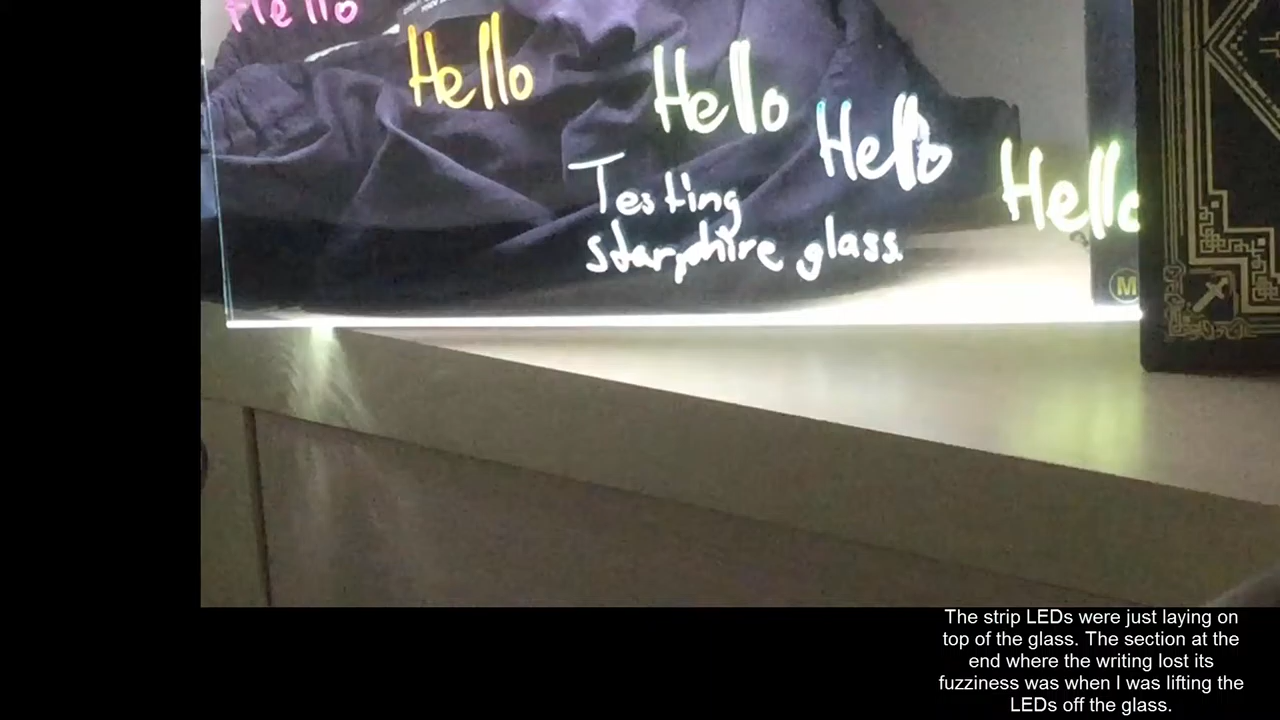 Hello
Hello
Hello
Hello
Hello
Testing
starphire glass.
M
The strip LEDs were just laying on
top of the glass. The section at the
end where the writing lost its
fuzziness was when I was lifting the
LEDs off the glass.